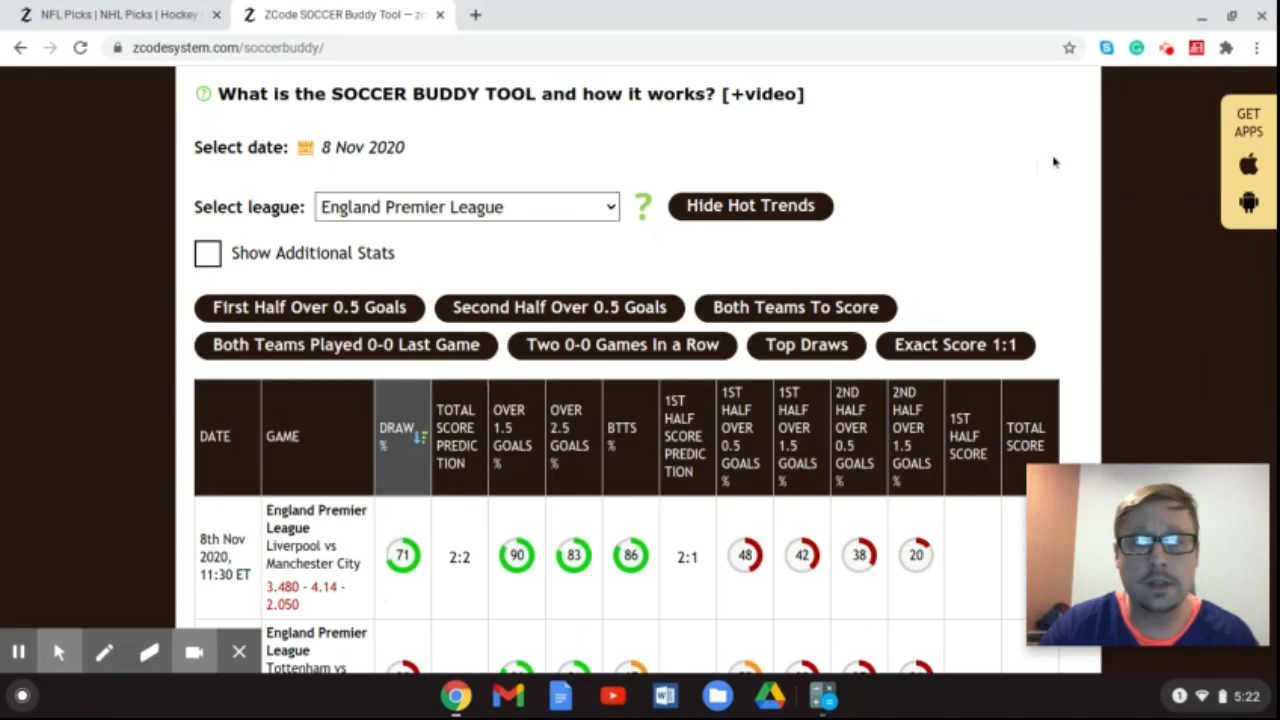 NFL Picks | NHL Picks | Hockey
ZCode SOCCER Buddy Tool — zc
zcodesystem.com/soccerbuddy/
What is the SOCCER BUDDY TOOL and how it works? [+video]
GET
APPS
Select date: 8 Nov 2020
Select league: England Premier League ? Hide Hot Trends
Show Additional Stats
First Half Over 0.5 Goals Second Half Over 0.5 Goals Both Teams To Score
Both Teams Played 0-0 Last Game Two 0-0 Games In a Row Top Draws Exact Score 1:1
DATE
GAME
DRAW
%
TOTAL
SCORE
PREDIC
TION
OVER
1.5
GOALS
%
OVER
2.5
GOALS
%
BTTS
%
1ST
HALF
SCORE
PREDIC
TION
1ST
HALF
OVER
0.5
GOALS
%
1ST
HALF
OVER
1.5
GOALS
%
2ND
HALF
OVER
0.5
GOALS
%
2ND
HALF
OVER
1.5
GOALS
%
1ST
HALF
SCORE
TOTAL
SCORE
8th Nov
2020,
11:30 ET
England Premier
League
Liverpool vs
Manchester City
3.480 - 4.14 -
2.050
71
2:2
90
83
86
2:1
48
42
38
20
England Premier
League
Tottenham vs
1
5:22